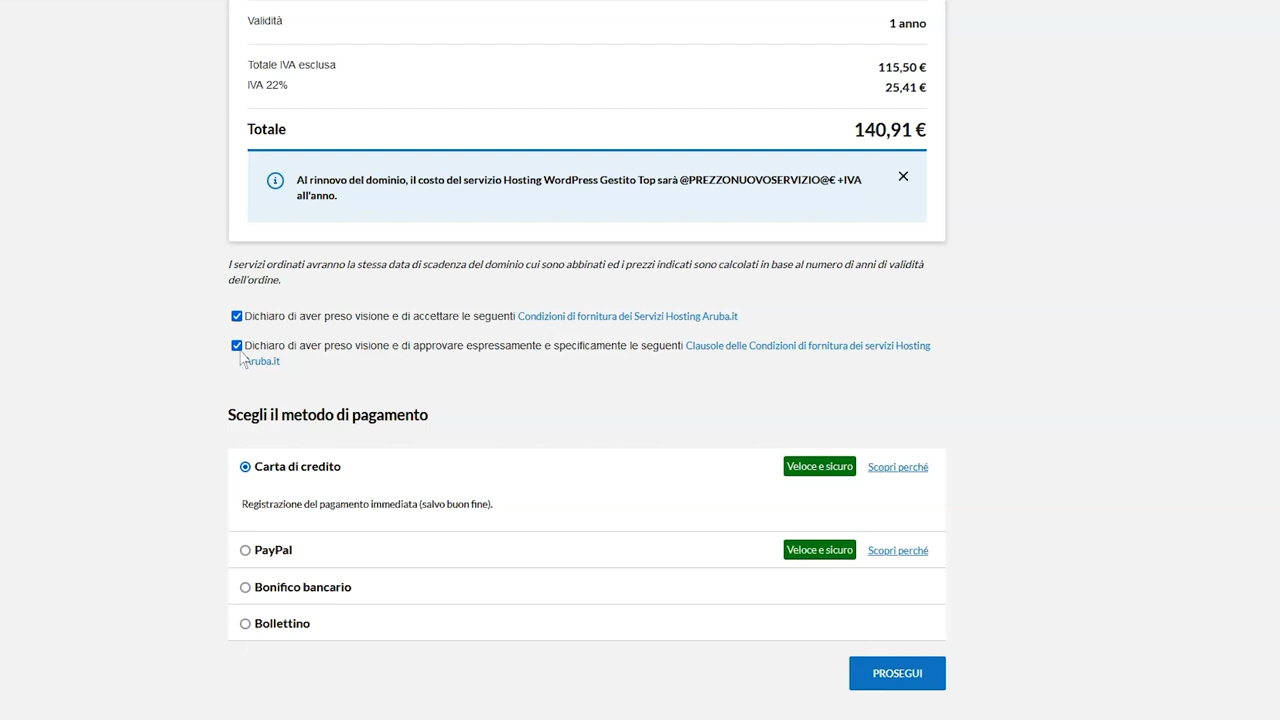 Validità
1 anno
Totale IVA esclusa
115,50 €
IVA 22%
25,41 €
Totale
140,91 €
Al rinnovo del dominio, il costo del servizio Hosting WordPress Gestito Top sarà @PREZZONUOVOSERVIZIO@€ +IVA
all'anno.
I servizi ordinati avranno la stessa data di scadenza del dominio cui sono abbinati ed i prezzi indicati sono calcolati in base al numero di anni di validità
dell'ordine.
Dichiaro di aver preso visione e di accettare le seguenti Condizioni di fornitura dei Servizi Hosting Aruba.it
Dichiaro di aver preso visione e di approvare espressamente e specificamente le seguenti Clausole delle Condizioni di fornitura dei servizi Hosting
Aruba.it
Scegli il metodo di pagamento
Carta di credito
Veloce e sicuro
Scopri perché
Registrazione del pagamento immediata (salvo buon fine).
PayPal
Veloce e sicuro
Scopri perché
Bonifico bancario
Bollettino
PROSEGUI